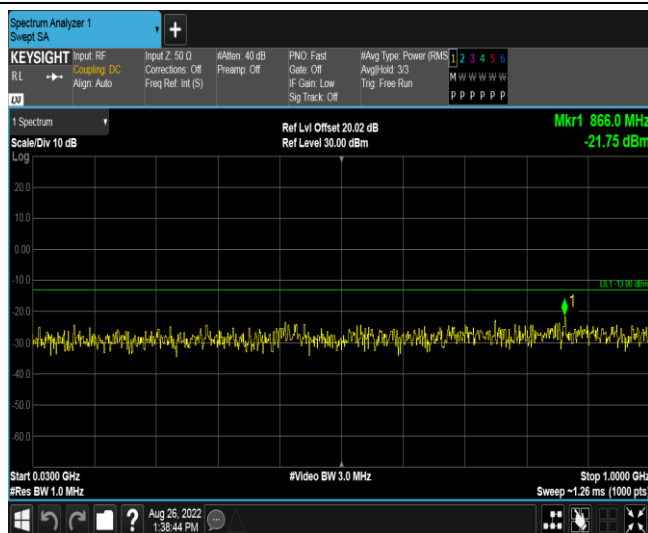 Spectrum Analyzer 1
Swept SA
+
KEYSIGHT
RL
LXI
Input: RF
Coupling: DC
Align: Auto
Input Z: 50 Ω
Corrections: Off
Freq Ref: Int (S)
#Atten: 40 dB
Preamp: Off
PNO: Fast
Gate: Off
IF Gain: Low
Sig Track: Off
#Avg Type: Power (RMS
Avg|Hold: 3/3
Trig: Free Run
1 2 3 4 5 6
M W W W W W
P P P P P P
1 Spectrum
Scale/Div 10 dB
Ref Lvl Offset 20.02 dB
Ref Level 30.00 dBm
Mkr1 866.0 MHz
-21.75 dBm
Log
20.0
10.0
0.00
-10.0
DL1 -13.00 dBm
1
-20.0
-30.0
-40.0
-50.0
-60.0
Start 0.0300 GHz
#Res BW 1.0 MHz
#Video BW 3.0 MHz
Stop 1.0000 GHz
Sweep ~1.26 ms (1000 pts)
?
Aug 26, 2022
1:38:44 PM